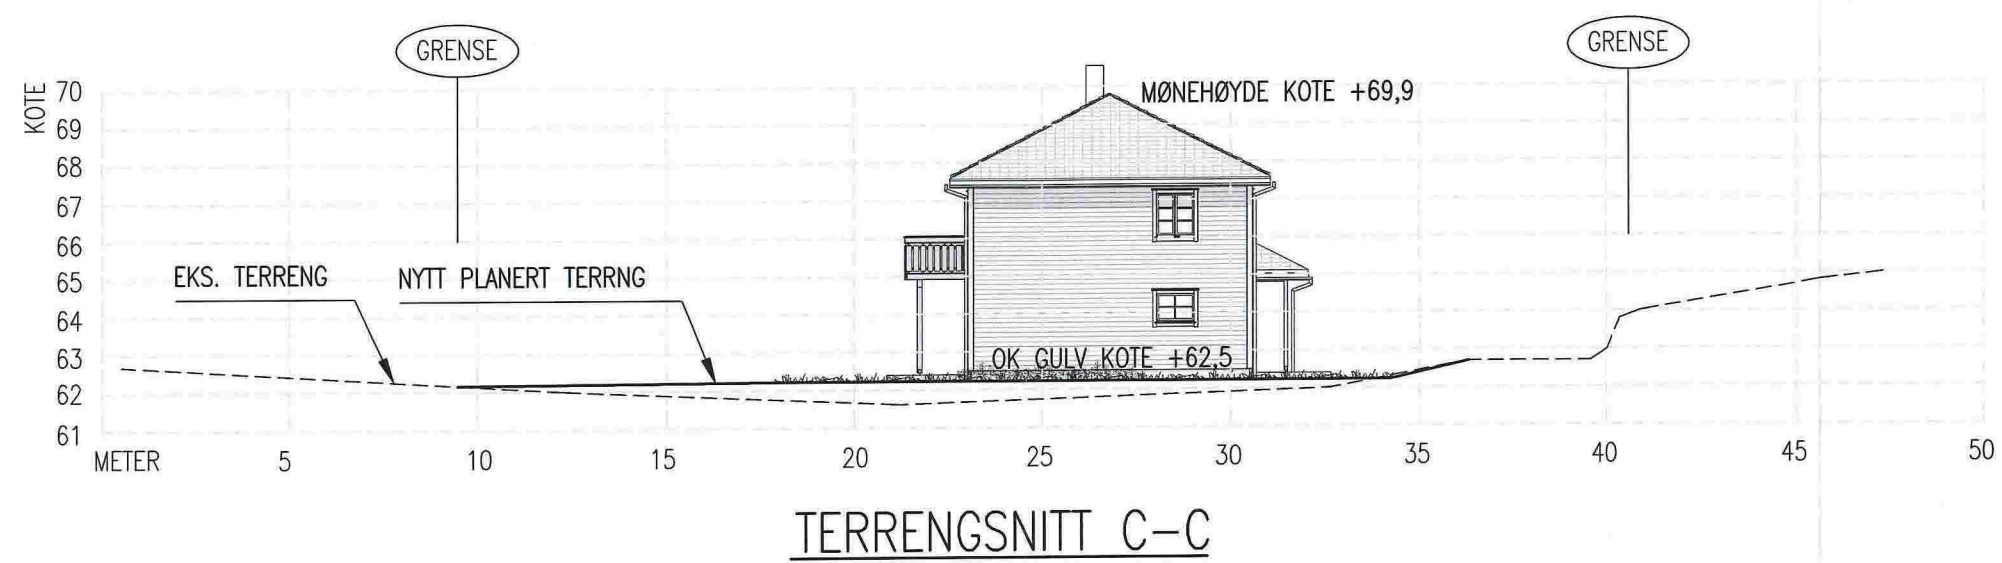 GRENSE
GRENSE
KOTE
70
69
68
67
66
65
64
63
62
61
MØNEHØYDE KOTE +69,9
EKS. TERRENG
NYTT PLANERT TERRNG
OK GULV KOTE +62,5
METER 5 10 15 20 25 30 35 40 45 50
TERRENGSNITT C-C